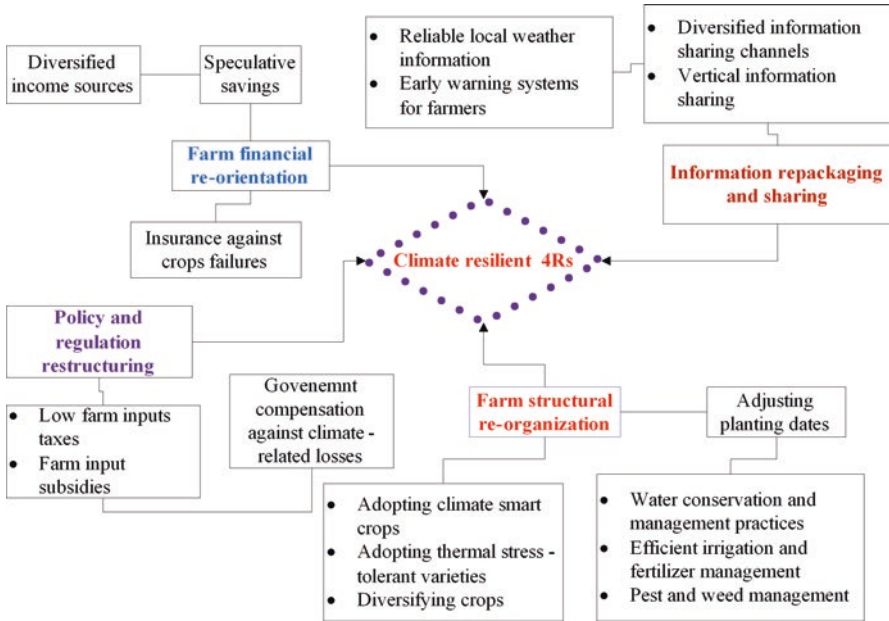 Diversified
income sources
Speculative
savings
• Reliable local weather
information
• Early warning systems
for farmers
• Diversified information
sharing channels
• Vertical information
sharing
Farm financial
re-orientation
Information repackaging
and sharing
Insurance against
crops failures
Climate resilient 4Rs
Policy and
regulation
restructuring
• Low farm inputs
taxes
• Farm input
subsidies
Govenemnt
compensation
against climate -
related losses
Farm structural
re-organization
Adjusting
planting dates
• Adopting climate smart
crops
• Adopting thermal stress -
tolerant varieties
• Diversifying crops
• Water conservation and
management practices
• Efficient irrigation and
fertilizer management
• Pest and weed management